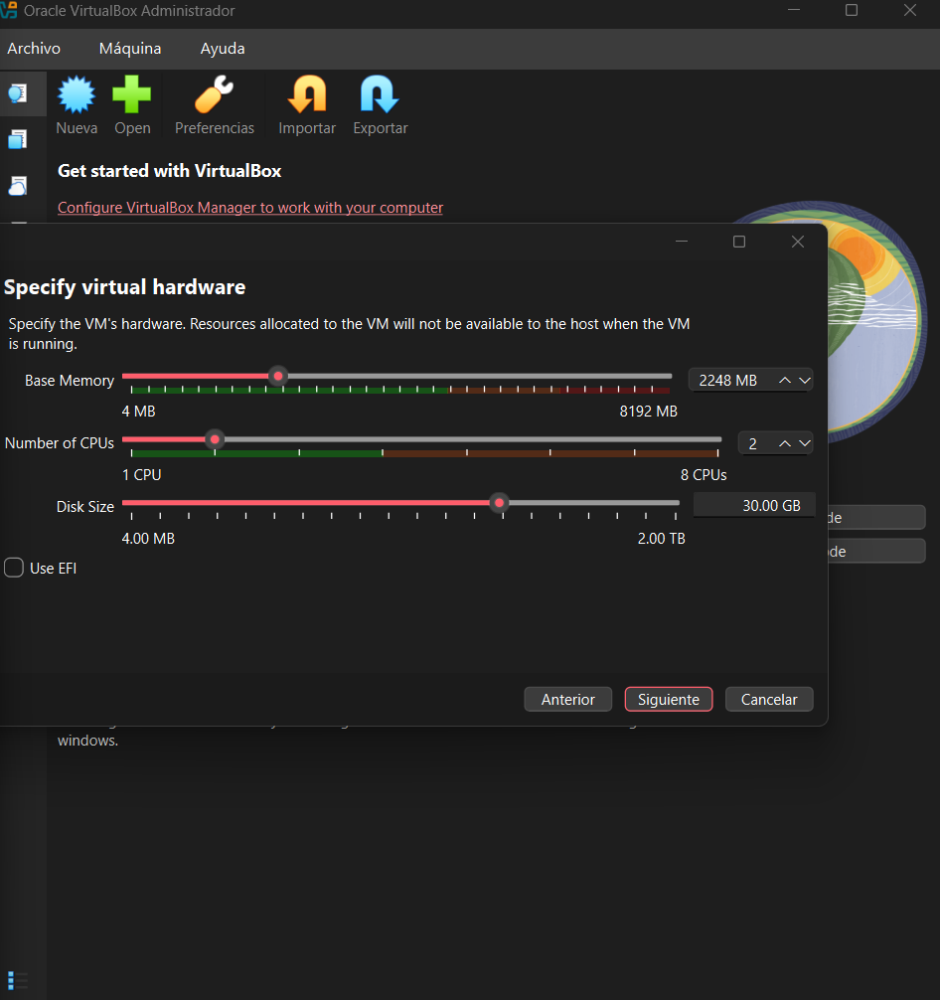 Oracle VirtualBox Administrador
Archivo Máquina Ayuda
Nueva Open Preferencias Importar Exportar
Get started with VirtualBox
Configure VirtualBox Manager to work with your computer
Specify virtual hardware
Specify the VM's hardware. Resources allocated to the VM will not be available to the host when the VM
is running.
Base Memory 2248 MB
4 MB 8192 MB
Number of CPUs 2
1 CPU 8 CPUs
Disk Size 30.00 GB
4.00 MB 2.00 TB
de
ode
Use EFI
Anterior Siguiente Cancelar
windows.